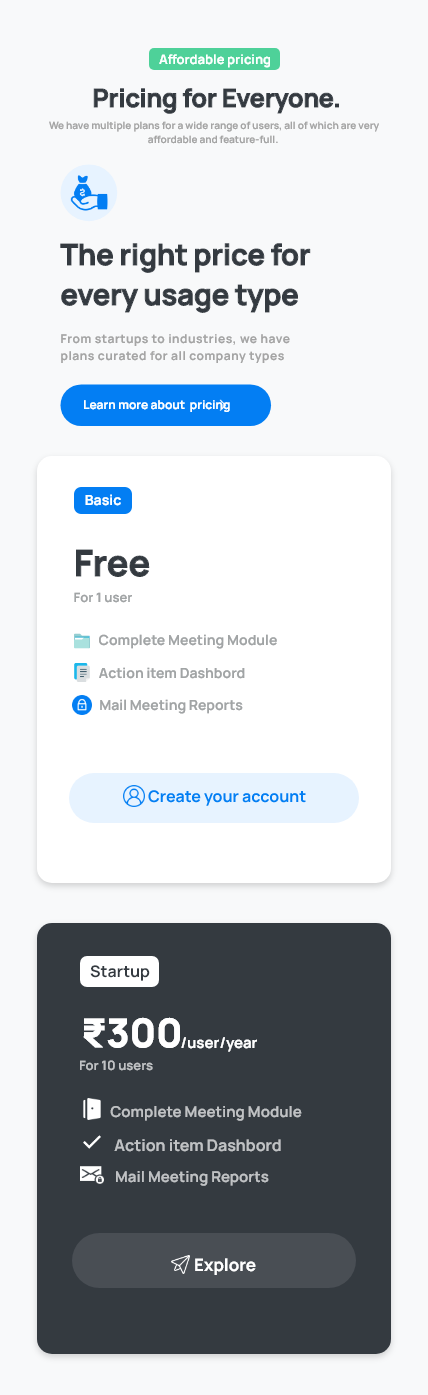 Affordable pricing
Pricing for Everyone.
We have multiple plans for a wide range of users, all of which are very
affordable and feature-full.
The right price for
every usage type
From startups to industries, we have
plans curated for all company types
Learn more about pricing
Basic
Free
For 1 user
Complete Meeting Module
Action item Dashbord
Mail Meeting Reports
Create your account
Startup
₹300/user/year
For 10 users
Complete Meeting Module
Action item Dashbord
Mail Meeting Reports
Explore